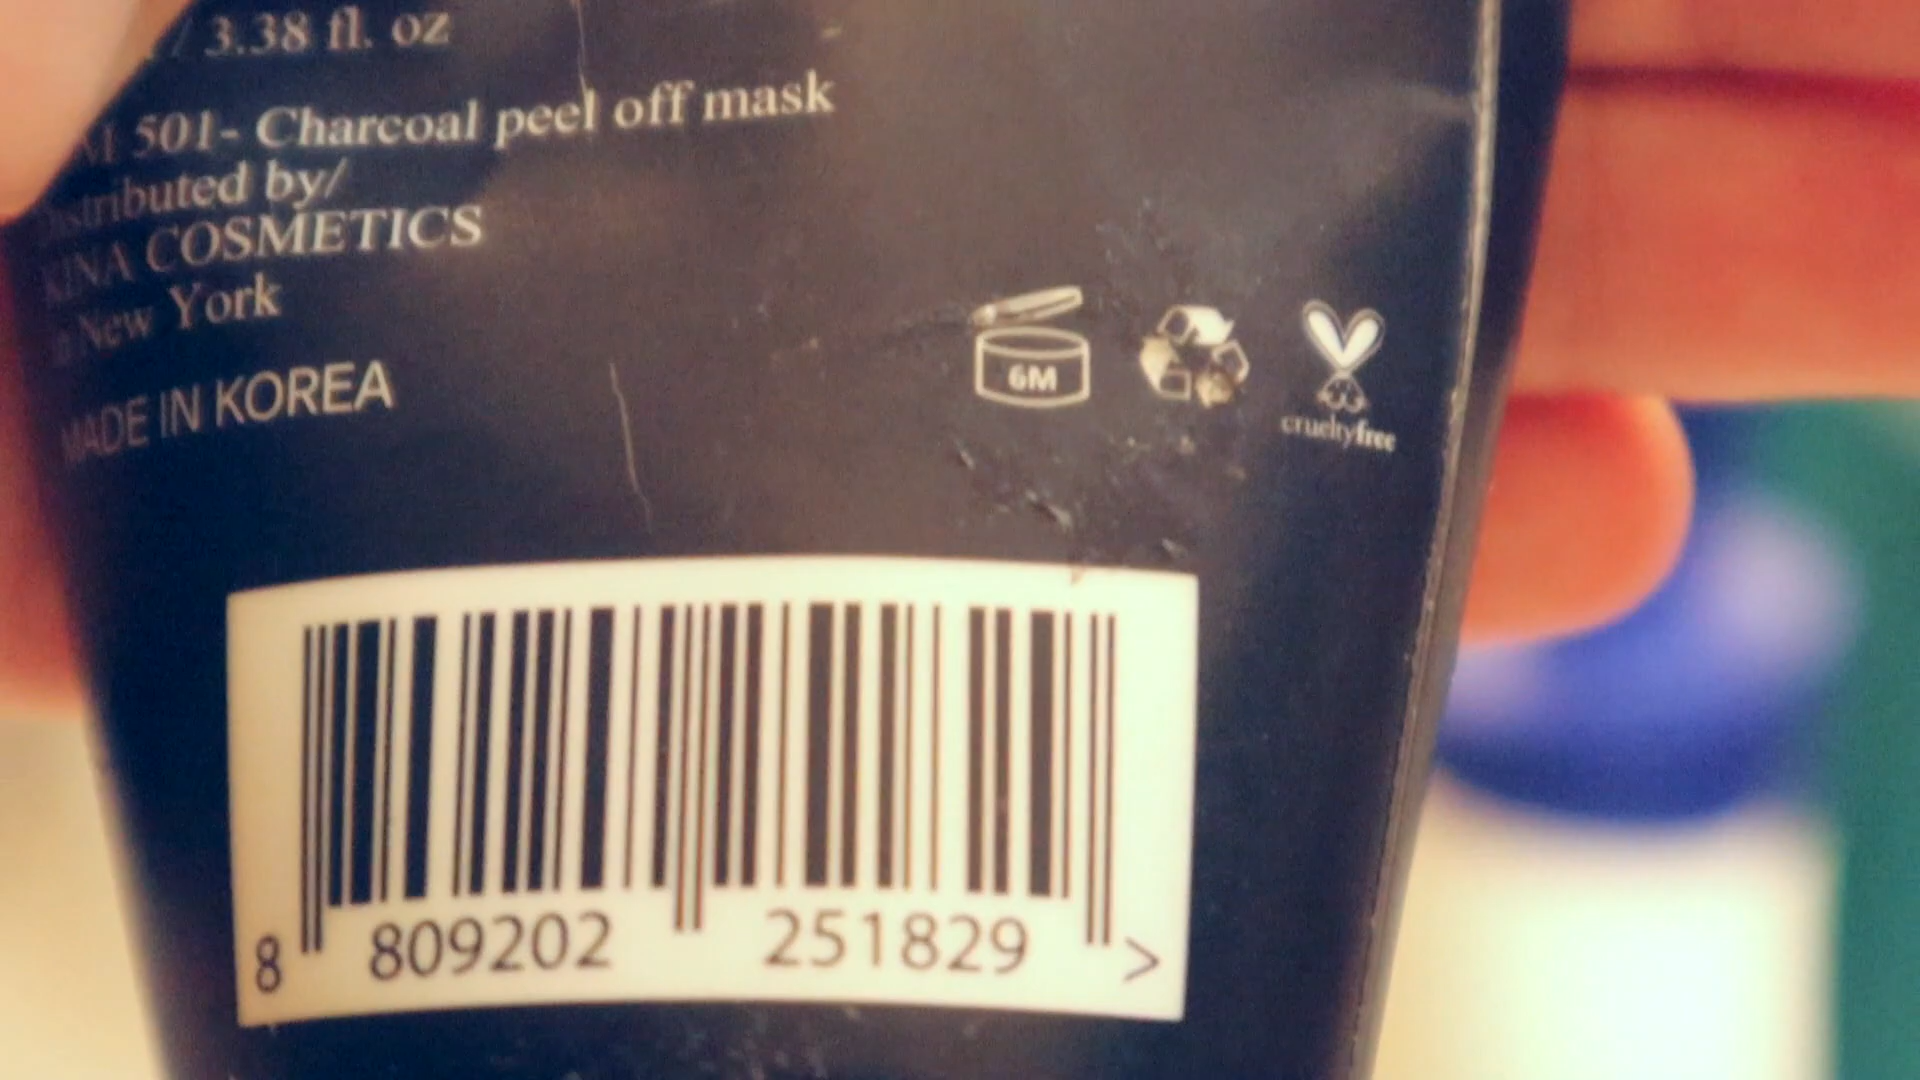 / 3.38 fl. oz
M 501- Charcoal peel off mask
Distributed by/
KINA COSMETICS
New York
MADE IN KOREA
6M
crueltyfree
8 809202 251829 >